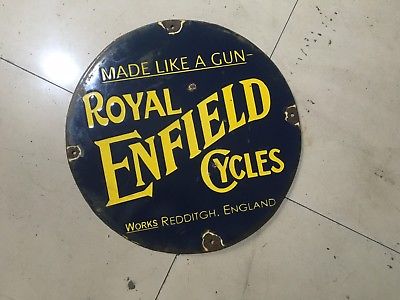 MADE LIKE A GUN-
ROYAL
ENFIELD
CYCLES
WORKS REDDITGH, ENGLAND